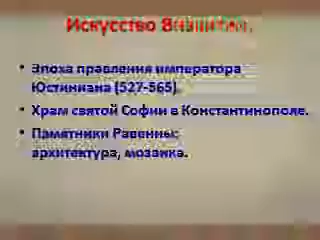 Искусство Византии.
Эпоха правления императора
Юстиниана (527-565)
Храм святой Софии в Константинополе.
Памятники Равенны:
архитектура, мозаика.